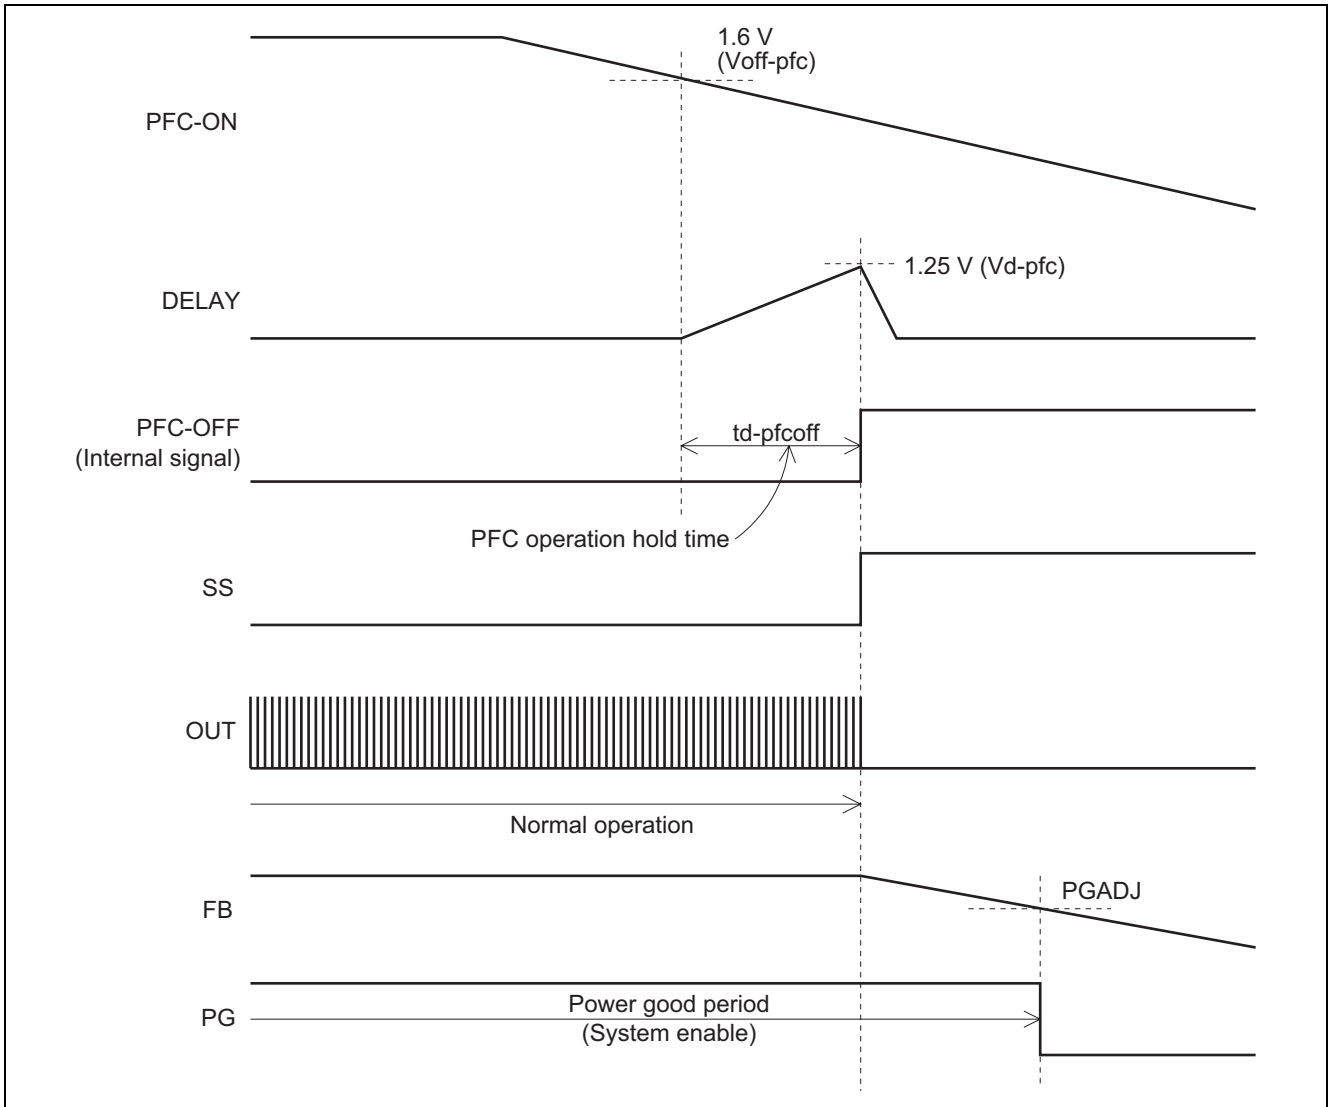 1.6 V
(Voff-pfc)
PFC-ON
1.25 V (Vd-pfc)
DELAY
PFC-OFF
(Internal signal)
td-pfcoff
PFC operation hold time
SS
OUT
Normal operation
PGADJ
FB
Power good period
(System enable)
PG